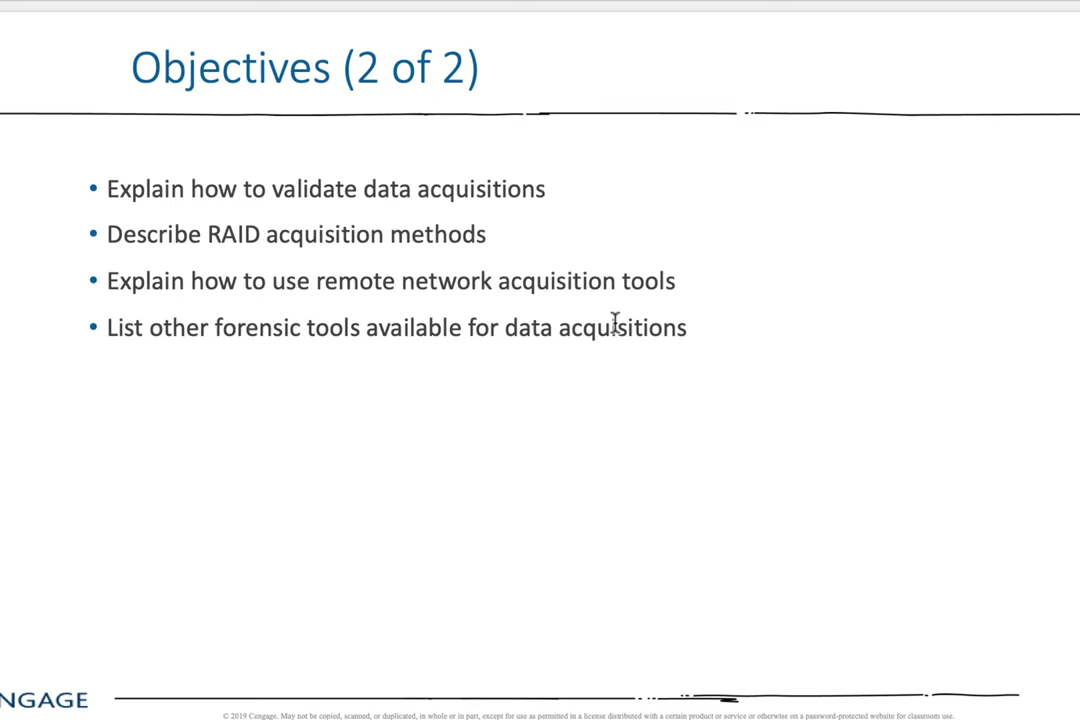 Objectives (2 of 2)
• Explain how to validate data acquisitions
• Describe RAID acquisition methods
• Explain how to use remote network acquisition tools
• List other forensic tools available for data acquisitions
NGAGE
© 2019 Cengage. May not be copied, scanned, or duplicated, in whole or in part, except for use as permitted in a license distributed with a certain product or service or otherwise on a password-protected website for classroom use.